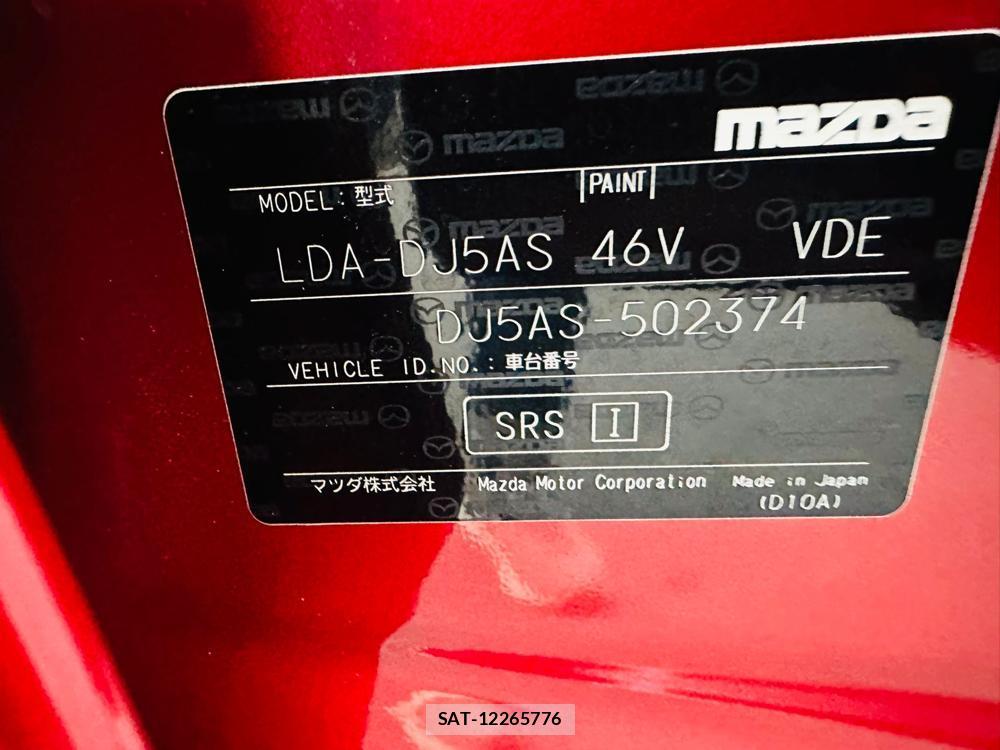 mazda
MODEL: 型式 PAINT
LDA-DJ5AS 46V VDE
DJ5AS-502374
VEHICLE ID.NO.: 車台番号
SRS I
マツダ株式会社 Mazda Motor Corporation Made in Japan
(D10A)
SAT-12265776